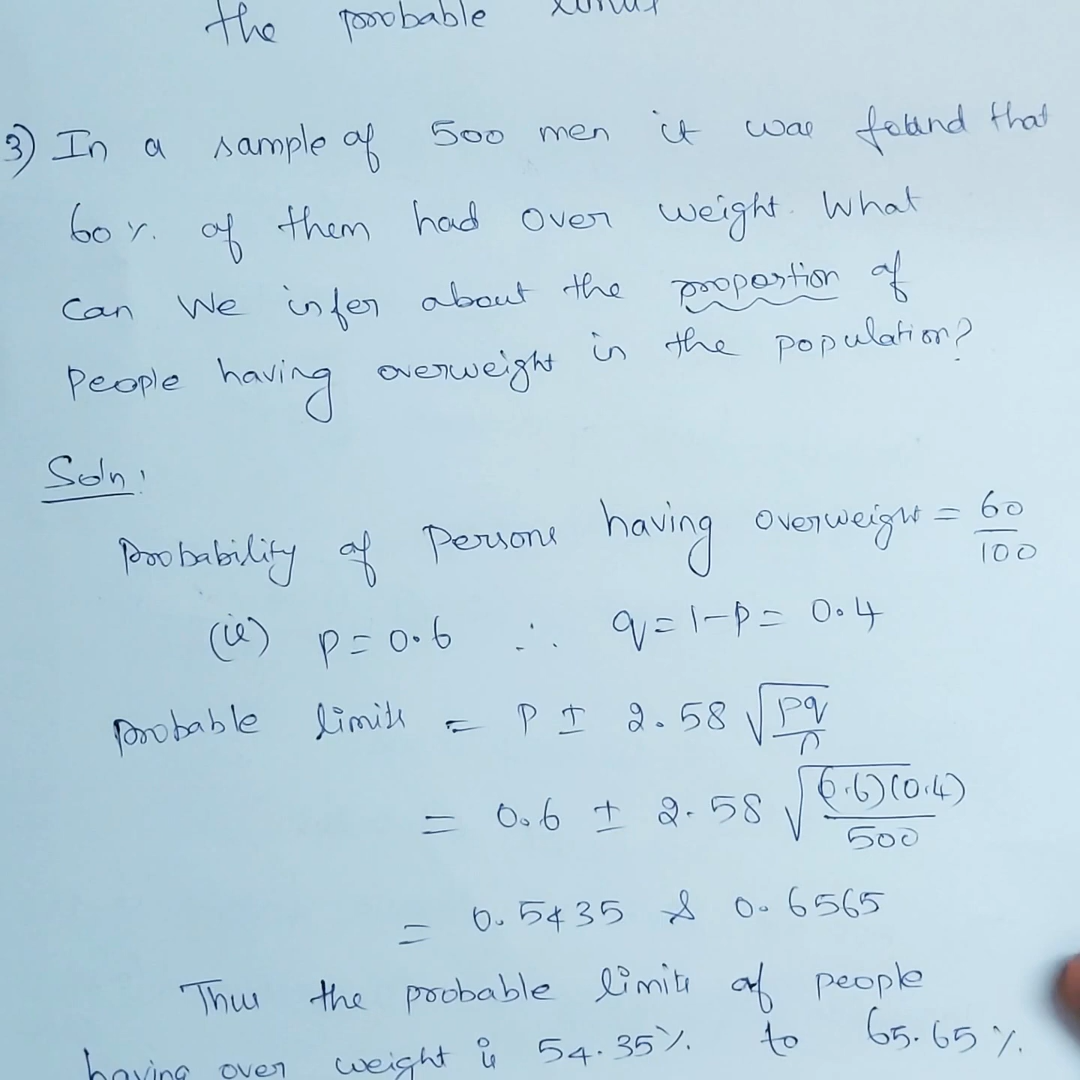 the probable limits
3) In a sample of 500 men it was found that
60%. of them had over weight. What
can we infer about the proportion of
people having overweight in the population?
Soln:
Probability of Persons having overweight = 60/100
(ie) p = 0.6 ∴ q = 1-p = 0.4
probable limits = P ± 2.58 √(pq/n)
= 0.6 ± 2.58 √((0.6)(0.4)/500)
= 0.5435 & 0.6565
Thus the probable limits of people
having over weight is 54.35%. to 65.65%.